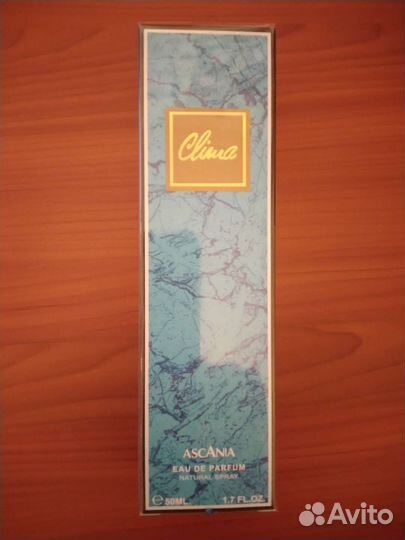 Clima
ASCANIA
EAU DE PARFUM
NATURAL SPRAY
℮ 50ML. 1.7 FL.OZ.
Avito